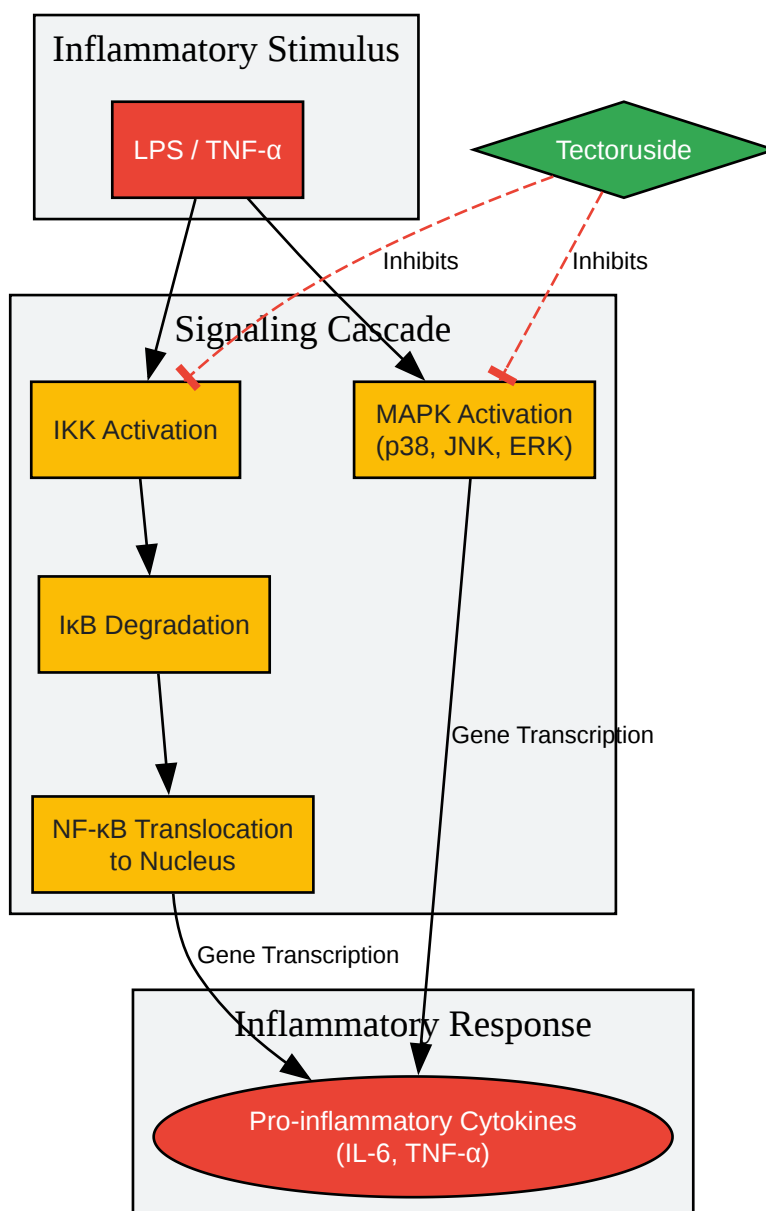 Inflammatory Stimulus
LPS / TNF-α
Tectoruside
Inhibits
Inhibits
Signaling Cascade
IKK Activation
MAPK Activation
(p38, JNK, ERK)
IκB Degradation
Gene Transcription
NF-κB Translocation
to Nucleus
Gene Transcription
Inflammatory Response
Pro-inflammatory Cytokines
(IL-6, TNF-α)